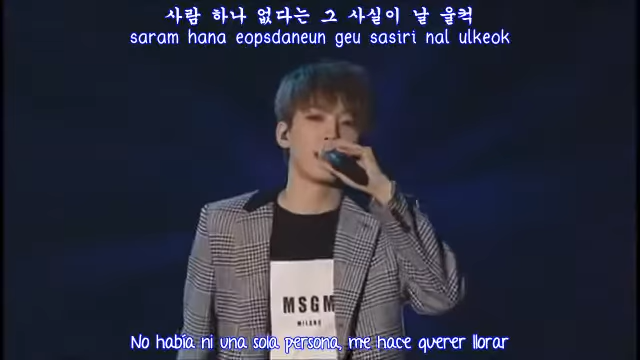 사람 하나 없다는 그 사실이 날 울컥
saram hana eopsdaneun geu sasiri nal ulkeok
MSGM
MILANO
No había ni una sola persona, me hace querer llorar